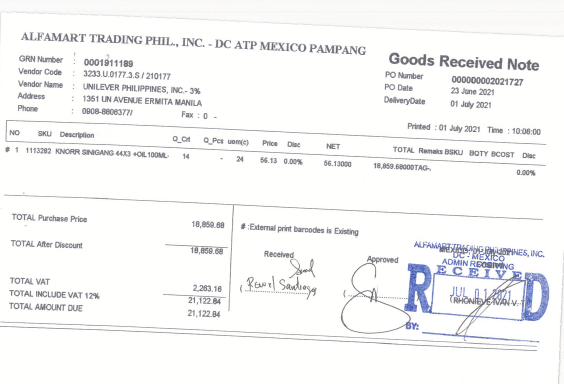 ALFAMART TRADING PHIL., INC. - DC ATP MEXICO PAMPANG
Goods Received Note
GRN Number : 0001911189
Vendor Code : 3233.U.0177.3.S / 210177
Vendor Name : UNILEVER PHILIPPINES, INC.- 3%
Address : 1351 UN AVENUE ERMITA MANILA
Phone : 0908-8806377/ Fax : 0 -
PO Number 000000002021727
PO Date 23 June 2021
DeliveryDate 01 July 2021
Printed : 01 July 2021 Time : 10:06:00
NO SKU Description Q_Crt Q_Pcs uom(c) Price Disc NET TOTAL Remaks BSKU BQTY BCOST Disc
# 1 1113282 KNORR SINIGANG 44X3 +OIL100ML- 14 - 24 56.13 0.00% 56.13000 18,859.68000TAG-. 0.00%
TOTAL Purchase Price 18,859.68
# :External print barcodes is Existing
TOTAL After Discount 18,859.68
Received
Approved
TOTAL VAT 2,263.16
TOTAL INCLUDE VAT 12% 21,122.84
TOTAL AMOUNT DUE 21,122.84
ALFAMART TRADING PHILIPPINES, INC.
DC - MEXICO
ADMIN RECEIVING
RECEIVED
JUL 01 2021
(RHONIEVE IVAN V. T)
BY: